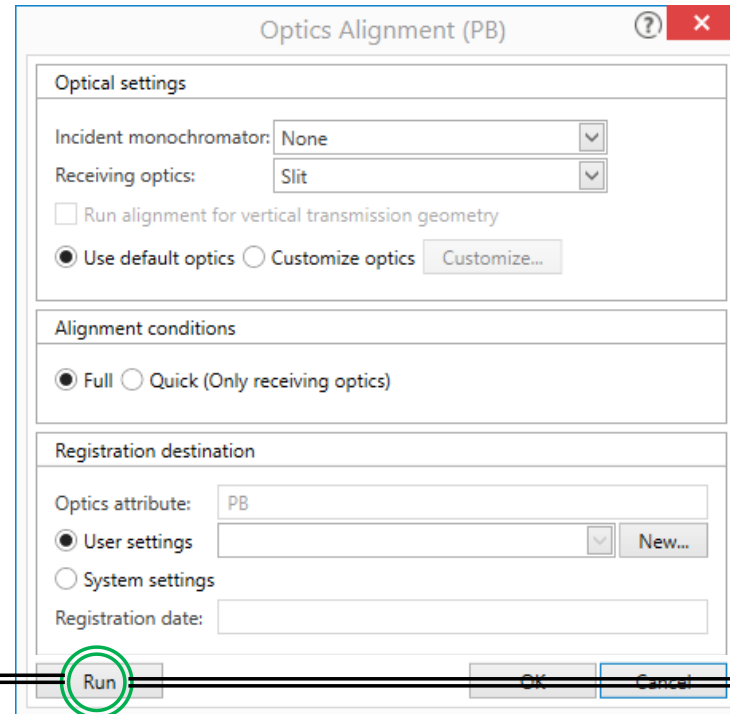 Optics Alignment (PB) ?
Optical settings
Incident monochromator: None
Receiving optics: Slit
Run alignment for vertical transmission geometry
Use default optics Customize optics Customize...
Alignment conditions
Full Quick (Only receiving optics)
Registration destination
Optics attribute: PB
User settings New...
System settings
Registration date:
Run OK Cancel